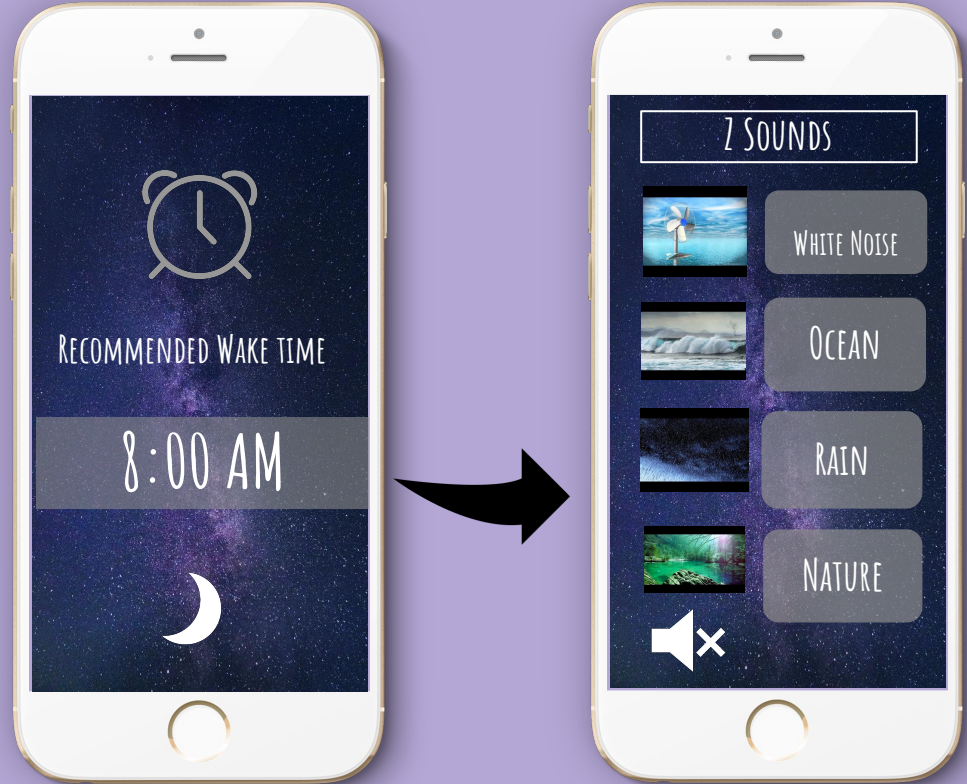 Recommended Wake time
8:00 AM
Z Sounds
White Noise
Ocean
Rain
Nature